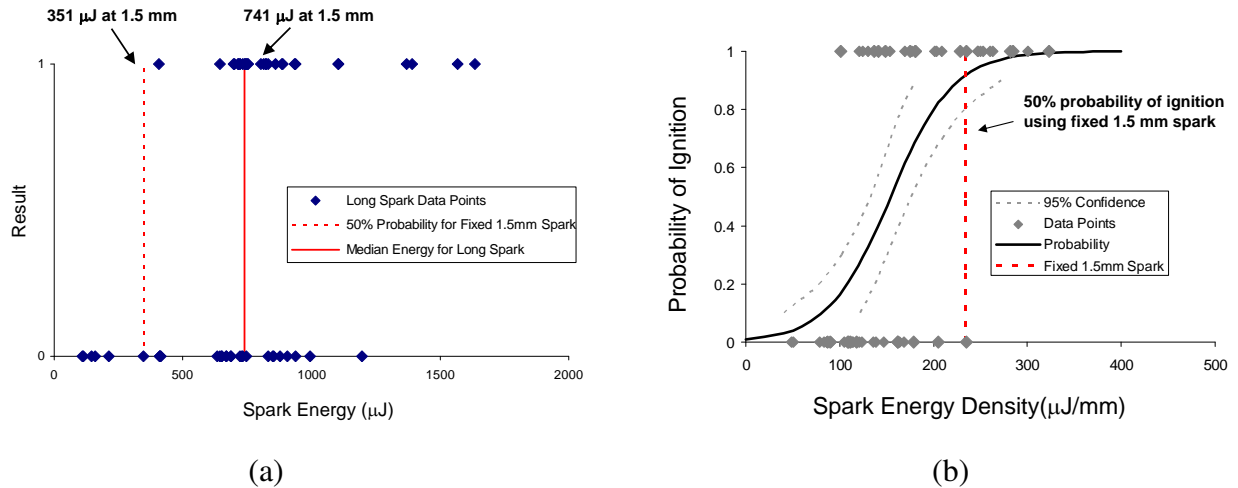 351 μJ at 1.5 mm
741 μJ at 1.5 mm
1
Result
Long Spark Data Points
50% Probability for Fixed 1.5mm Spark
Median Energy for Long Spark
0
0
500
1000
1500
2000
Spark Energy (μJ)
(a)
1
0.8
0.6
0.4
0.2
0
Probability of Ignition
50% probability of ignition
using fixed 1.5 mm spark
95% Confidence
Data Points
Probability
Fixed 1.5mm Spark
0
100
200
300
400
500
Spark Energy Density(μJ/mm)
(b)